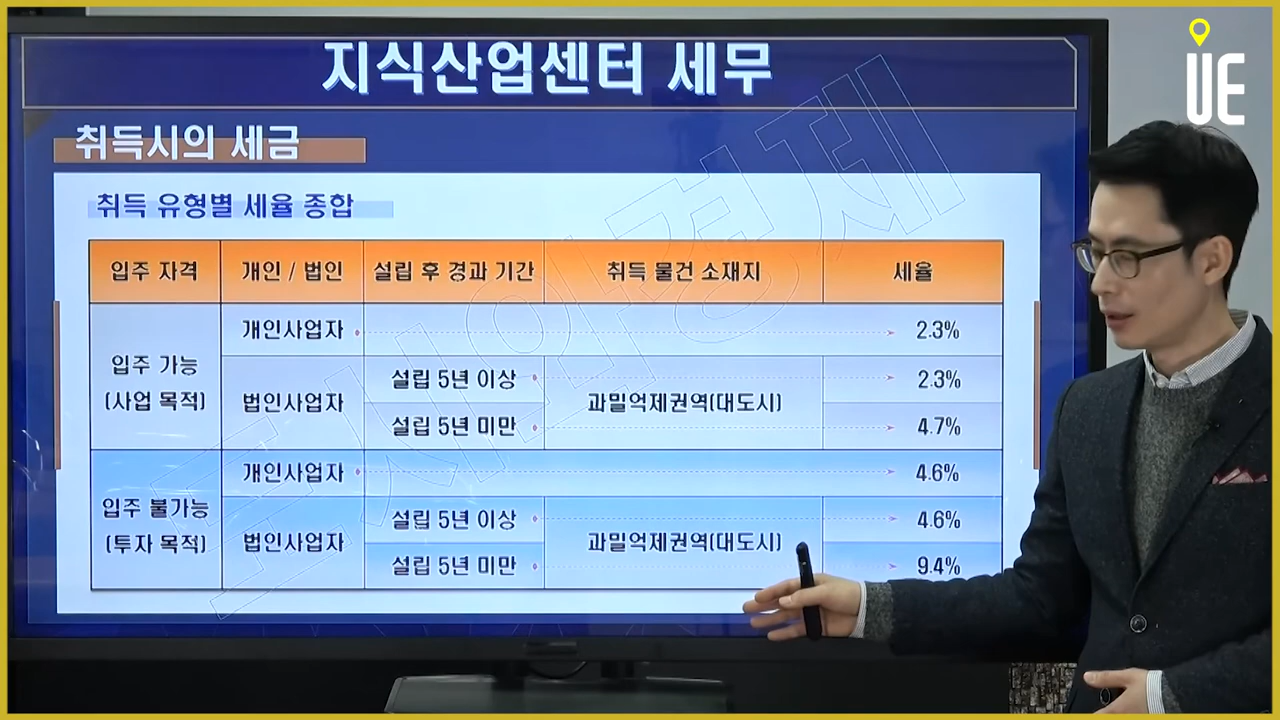 지식산업센터 세무
UE
취득시의 세금
취득 유형별 세율 종합
입주 자격 개인 / 법인 설립 후 경과 기간 취득 물건 소재지 세율
입주 가능
(사업 목적)
개인사업자 2.3%
법인사업자
설립 5년 이상 2.3%
과밀억제권역(대도시)
설립 5년 미만 4.7%
입주 불가능
(투자 목적)
개인사업자 4.6%
법인사업자
설립 5년 이상 4.6%
과밀억제권역(대도시)
설립 5년 미만 9.4%
도시와경제